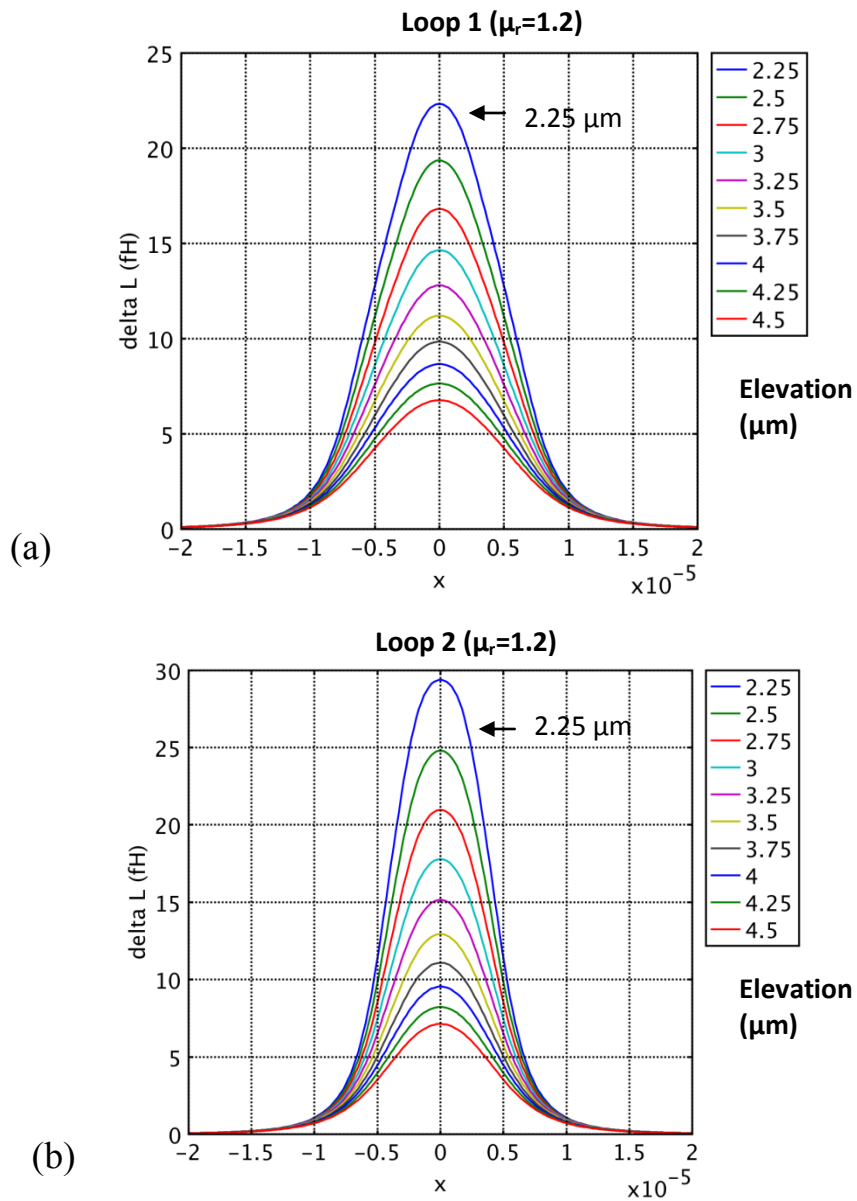 Loop 1 (μr=1.2)
25
20
15
10
5
0
delta L (fH)
2.25 μm
−2 −1.5 −1 −0.5 0 0.5 1 1.5 2
x
x10−5
2.25
2.5
2.75
3
3.25
3.5
3.75
4
4.25
4.5
Elevation
(μm)
(a)
Loop 2 (μr=1.2)
30
25
20
15
10
5
0
delta L (fH)
2.25 μm
−2 −1.5 −1 −0.5 0 0.5 1 1.5 2
x
x10−5
2.25
2.5
2.75
3
3.25
3.5
3.75
4
4.25
4.5
Elevation
(μm)
(b)